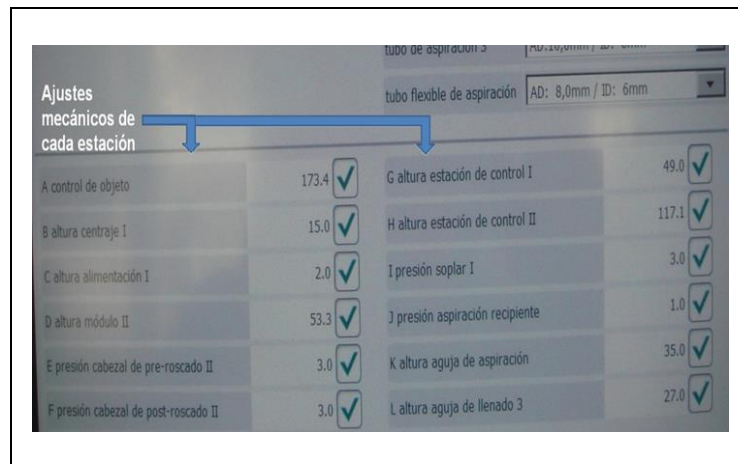 tubo de aspiración 3
tubo flexible de aspiración AD: 8,0mm / ID: 6mm
Ajustes
mecánicos de
cada estación
A control de objeto 173.4
B altura centraje I 15.0
C altura alimentación I 2.0
D altura módulo II 53.3
E presión cabezal de pre-roscado II 3.0
F presión cabezal de post-roscado II 3.0
G altura estación de control I 49.0
H altura estación de control II 117.1
I presión soplar I 3.0
J presión aspiración recipiente 1.0
K altura aguja de aspiración 35.0
L altura aguja de llenado 3 27.0